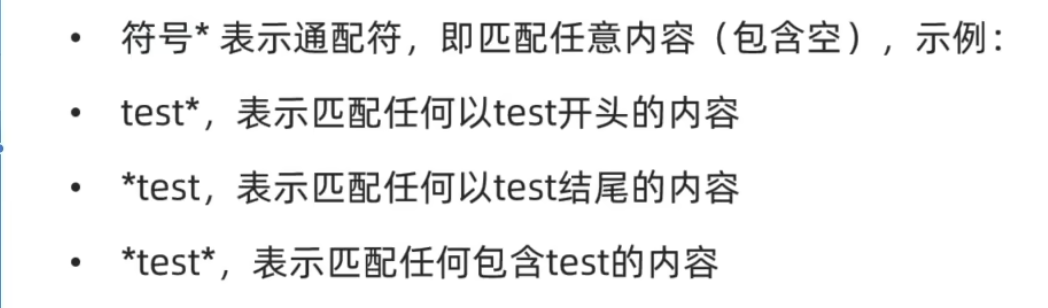 • 符号* 表示通配符，即匹配任意内容（包含空），示例：
• test*，表示匹配任何以test开头的内容
• *test，表示匹配任何以test结尾的内容
• *test*，表示匹配任何包含test的内容